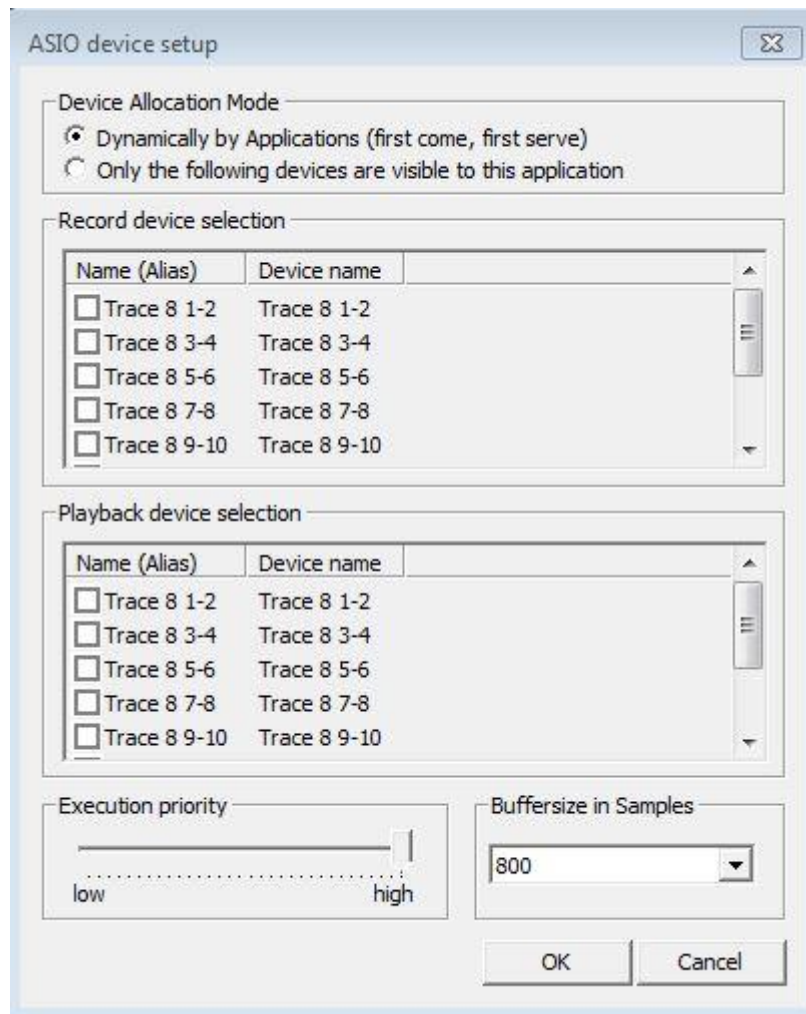 ASIO device setup
Device Allocation Mode
Dynamically by Applications (first come, first serve)
Only the following devices are visible to this application
Record device selection
Name (Alias) Device name
Trace 8 1-2 Trace 8 1-2
Trace 8 3-4 Trace 8 3-4
Trace 8 5-6 Trace 8 5-6
Trace 8 7-8 Trace 8 7-8
Trace 8 9-10 Trace 8 9-10
Playback device selection
Name (Alias) Device name
Trace 8 1-2 Trace 8 1-2
Trace 8 3-4 Trace 8 3-4
Trace 8 5-6 Trace 8 5-6
Trace 8 7-8 Trace 8 7-8
Trace 8 9-10 Trace 8 9-10
Execution priority Buffersize in Samples
800
low high
OK Cancel